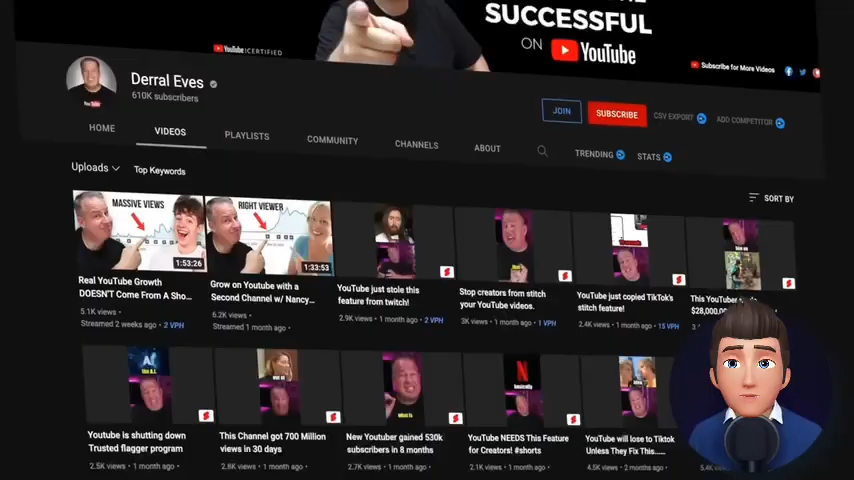 SUCCESSFUL
ON YouTube
YouTube CERTIFIED
Subscribe for More Videos
Derral Eves
610K subscribers
JOIN
SUBSCRIBE
CSV EXPORT
ADD COMPETITOR
HOME
VIDEOS
PLAYLISTS
COMMUNITY
CHANNELS
ABOUT
TRENDING
STATS
Uploads
Top Keywords
SORT BY
MASSIVE VIEWS
1:53:26
RIGHT VIEWER
1:33:53
Real YouTube Growth
DOESN'T Come From A Sho...
5.1K views •
Streamed 2 weeks ago • 2 VPH
Grow on Youtube with a
Second Channel w/ Nancy...
6.2K views •
Streamed 1 month ago •
YouTube just stole this
feature from twitch!
2.9K views • 1 month ago • 2 VPH
Stop creators from stitch
your YouTube videos.
3K views • 1 month ago • 1 VPH
YouTube just copied TikTok's
stitch feature!
2.4K views • 1 month ago • 15 VPH
This YouTuber
$28,000,
Youtube is shutting down
Trusted flagger program
2.5K views • 1 month ago •
This Channel got 700 Million
views in 30 days
2.8K views • 1 month ago •
basically
New Youtuber gained 530k
subscribers in 8 months
2.7K views • 1 month ago •
YouTube NEEDS This Feature
for Creators! #shorts
2.1K views • 1 month ago •
YouTube will lose to Tiktok
Unless They Fix This.....
4.5K views • 2 months ago •
5.4K